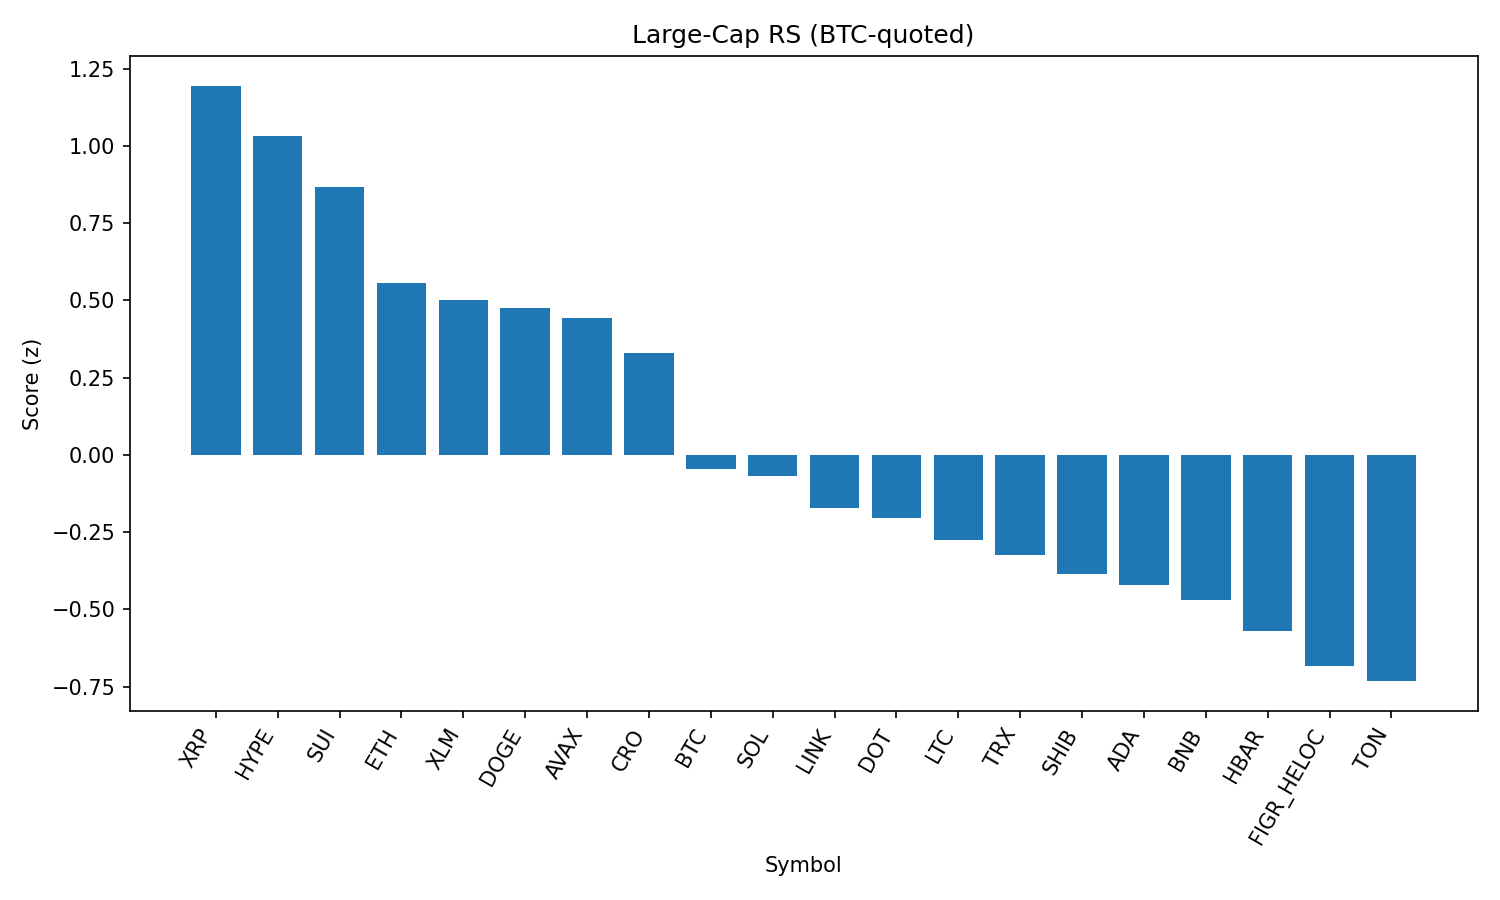 Large-Cap RS (BTC-quoted)
Score (z)
1.25
1.00
0.75
0.50
0.25
0.00
−0.25
−0.50
−0.75
XRP
HYPE
SUI
ETH
XLM
DOGE
AVAX
CRO
BTC
SOL
LINK
DOT
LTC
TRX
SHIB
ADA
BNB
HBAR
FIGR_HELOC
TON
Symbol